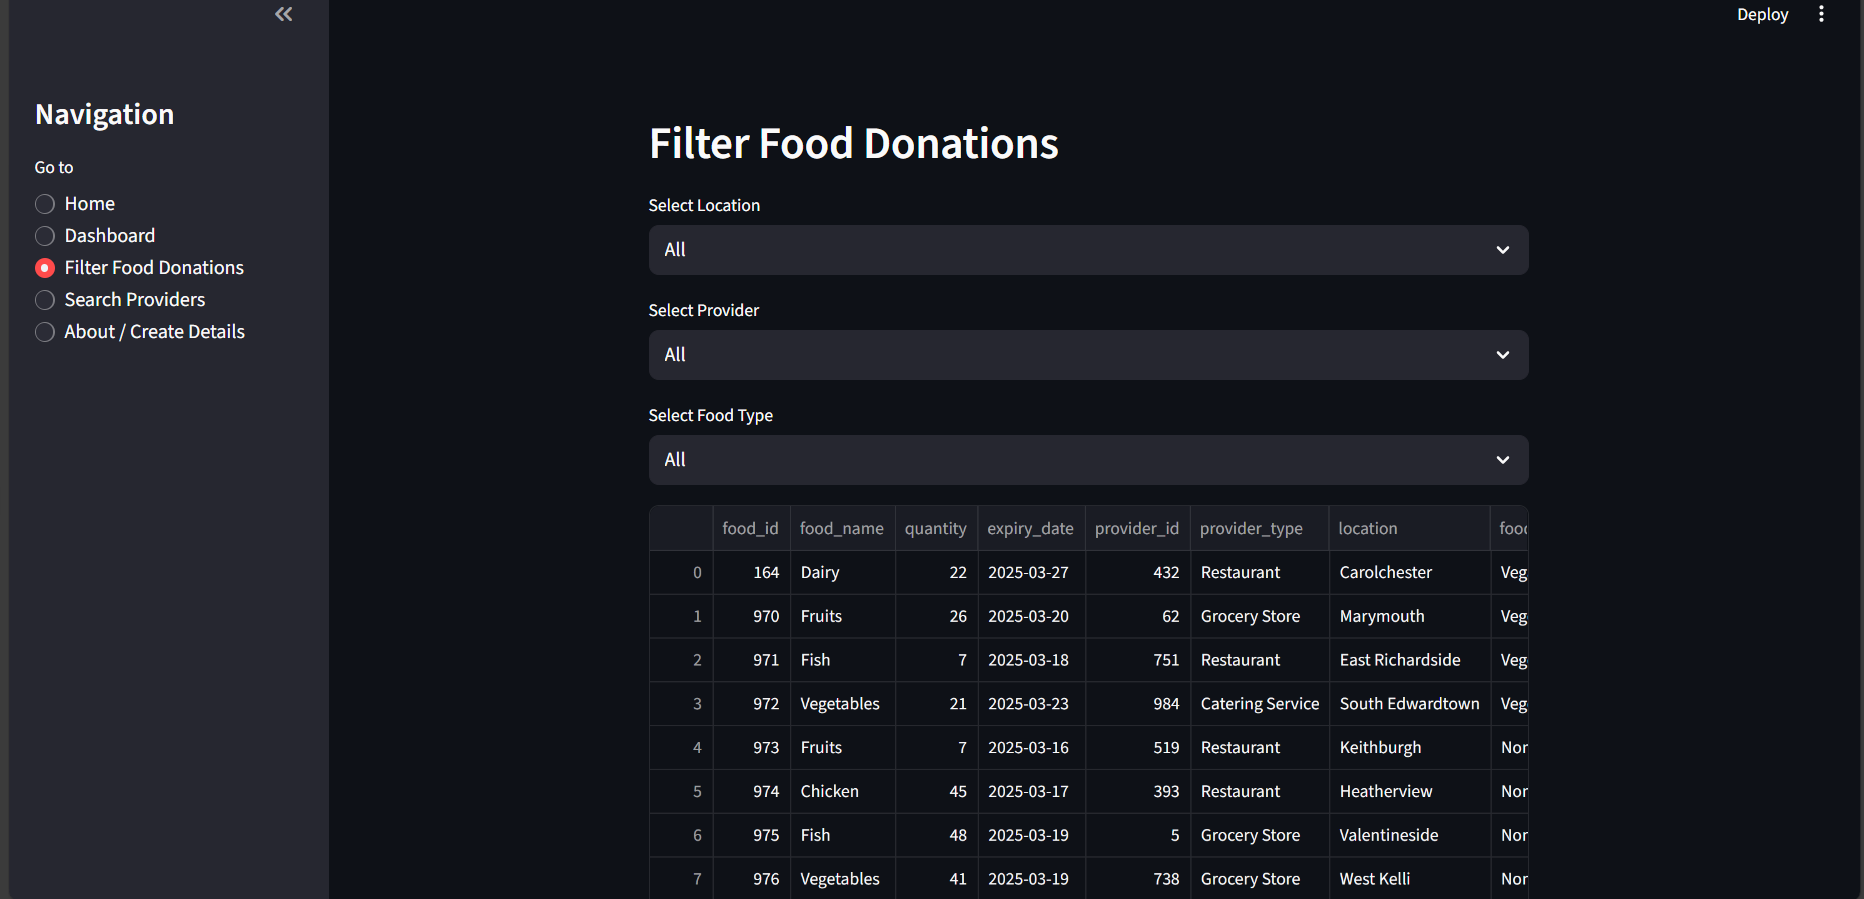 Deploy
Navigation
Go to
Home
Dashboard
Filter Food Donations
Search Providers
About / Create Details
Filter Food Donations
Select Location
All
Select Provider
All
Select Food Type
All
food_id food_name quantity expiry_date provider_id provider_type location food
0 164 Dairy 22 2025-03-27 432 Restaurant Carolchester Veg
1 970 Fruits 26 2025-03-20 62 Grocery Store Marymouth Veg
2 971 Fish 7 2025-03-18 751 Restaurant East Richardside Veg
3 972 Vegetables 21 2025-03-23 984 Catering Service South Edwardtown Veg
4 973 Fruits 7 2025-03-16 519 Restaurant Keithburgh Nor
5 974 Chicken 45 2025-03-17 393 Restaurant Heatherview Nor
6 975 Fish 48 2025-03-19 5 Grocery Store Valentineside Nor
7 976 Vegetables 41 2025-03-19 738 Grocery Store West Kelli Nor